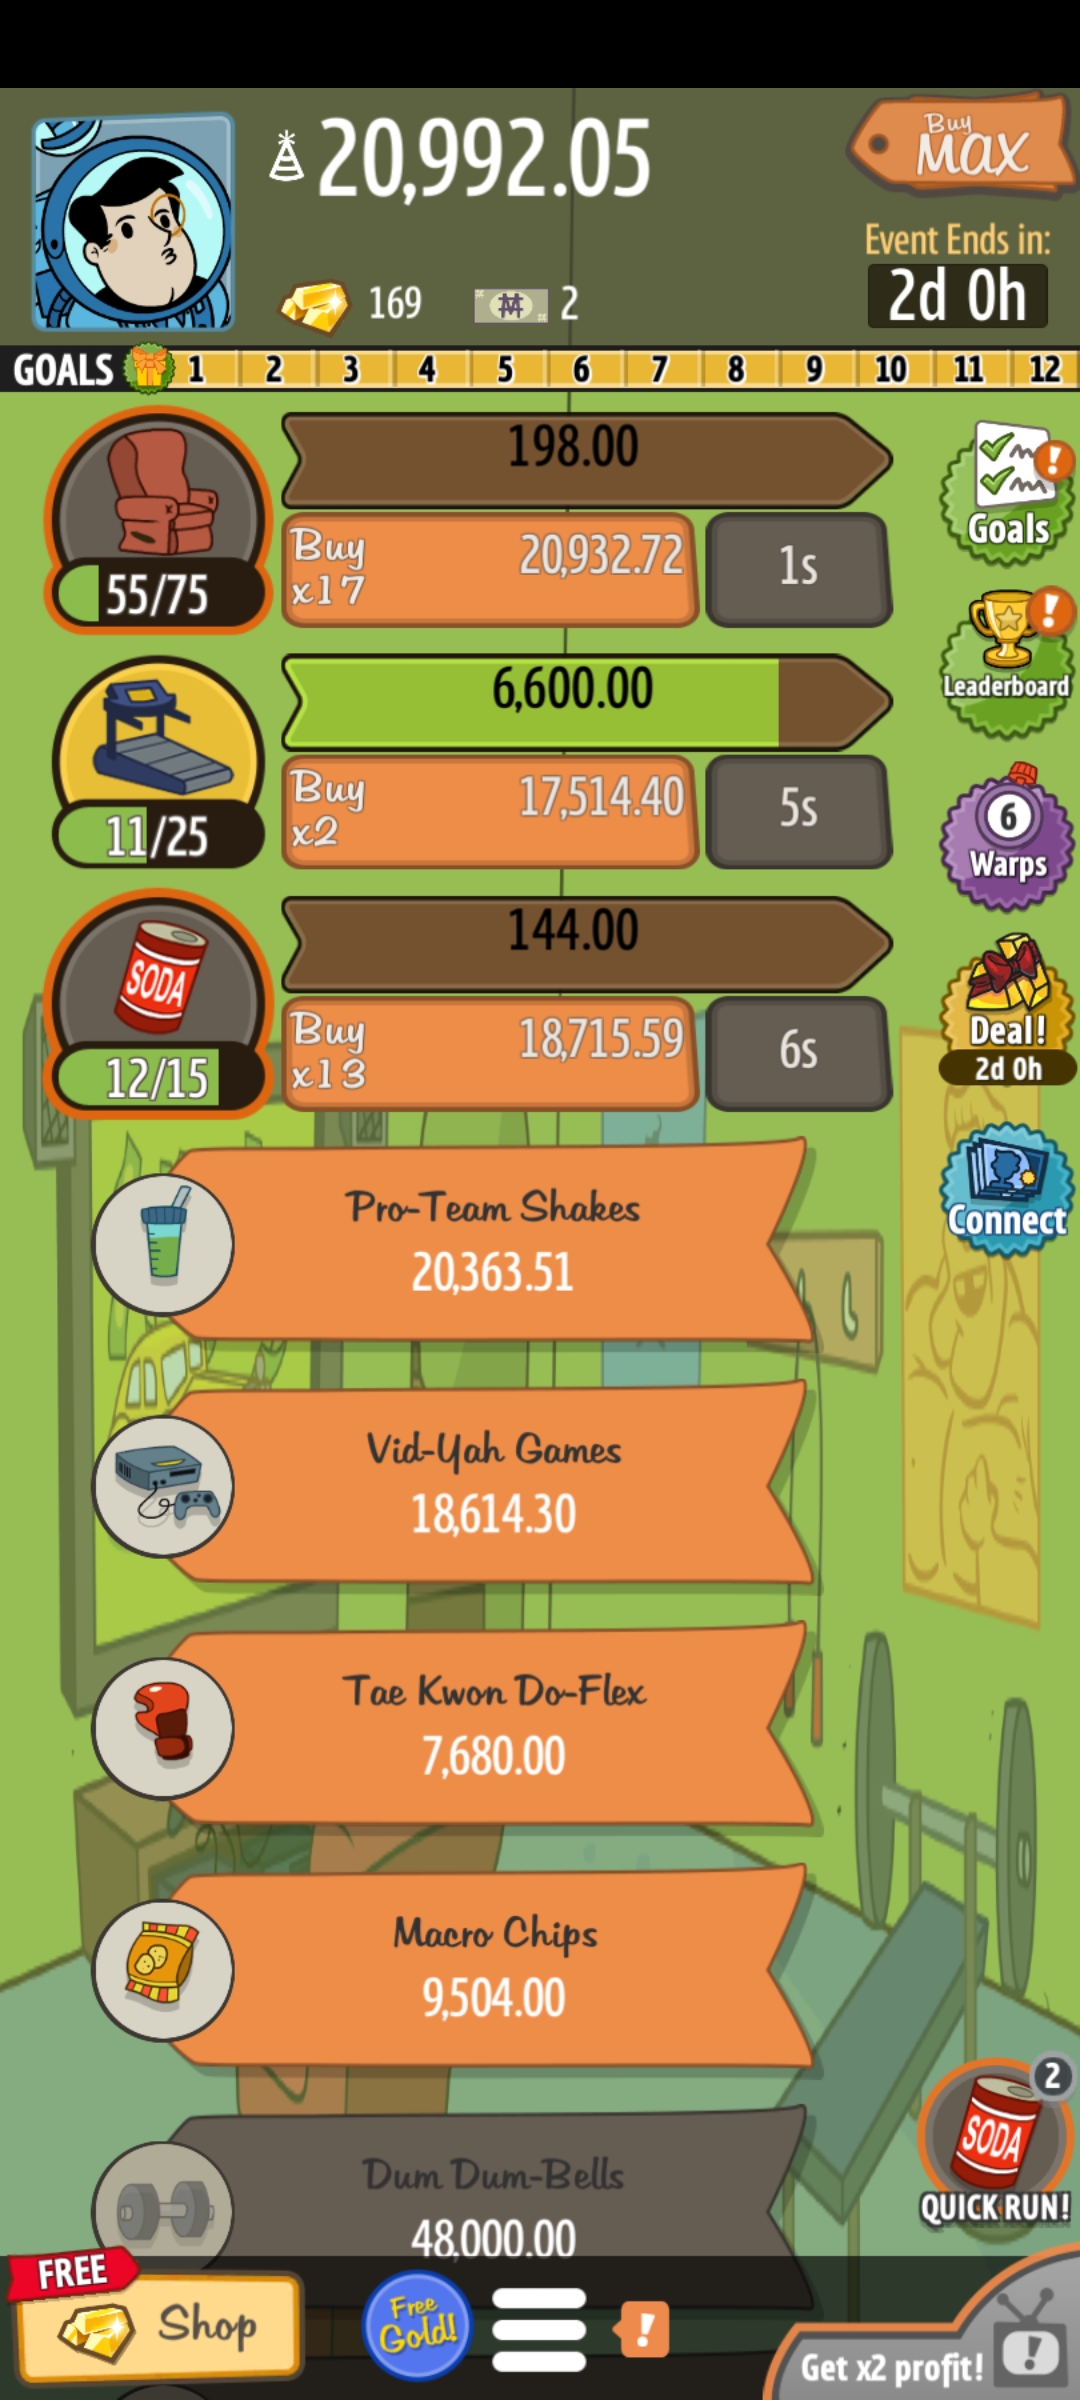 20,992.05
Buy
MAX
Event Ends in:
2d 0h
169
2
GOALS 1 2 3 4 5 6 7 8 9 10 11 12
198.00
Buy
x17
20,932.72
1s
55/75
Goals
6,600.00
Buy
x2
17,514.40
5s
11/25
Leaderboard
6
Warps
144.00
SODA
Buy
x13
18,715.59
6s
12/15
Deal!
2d 0h
Pro-Team Shakes
20,363.51
Connect
Vid-Yah Games
18,614.30
Tae Kwon Do-Flex
7,680.00
Macro Chips
9,504.00
2
SODA
QUICK RUN!
Dum Dum-Bells
48,000.00
FREE
Shop
Free
Gold!
!
Get x2 profit!